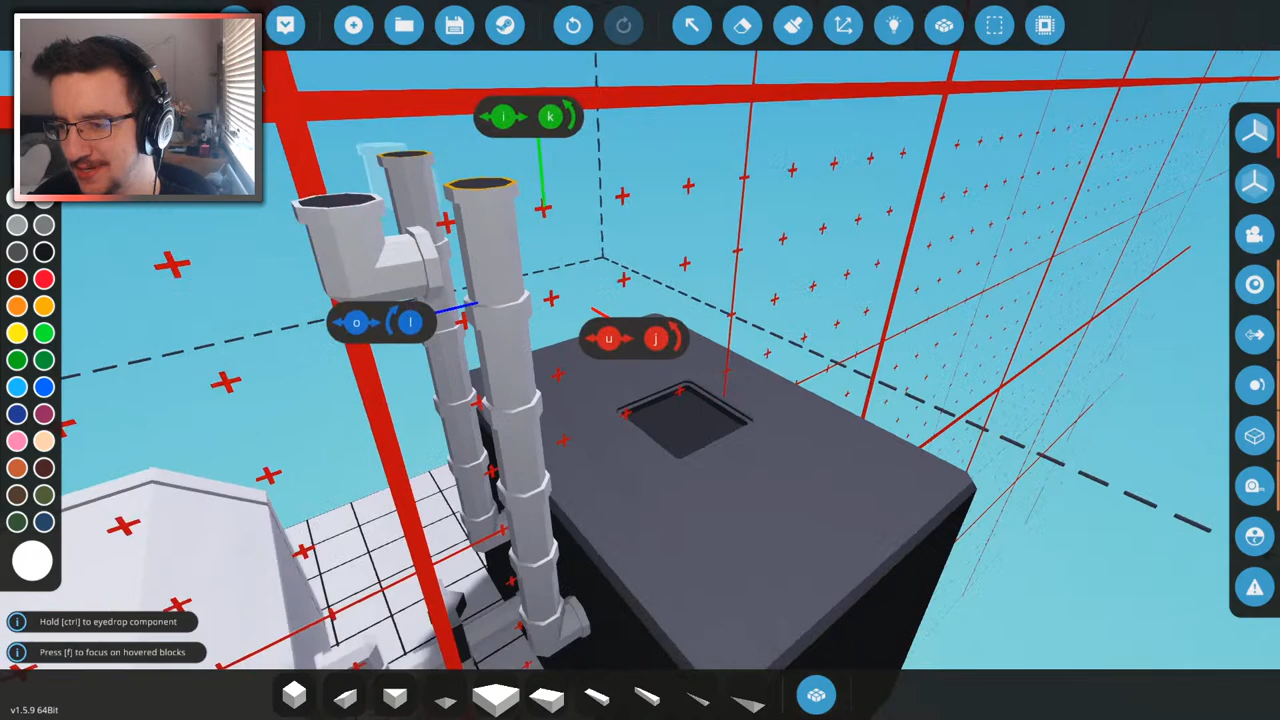 i k
o l
u j
Hold [ctrl] to eyedrop component
Press [f] to focus on hovered blocks
v1.5.9 64Bit